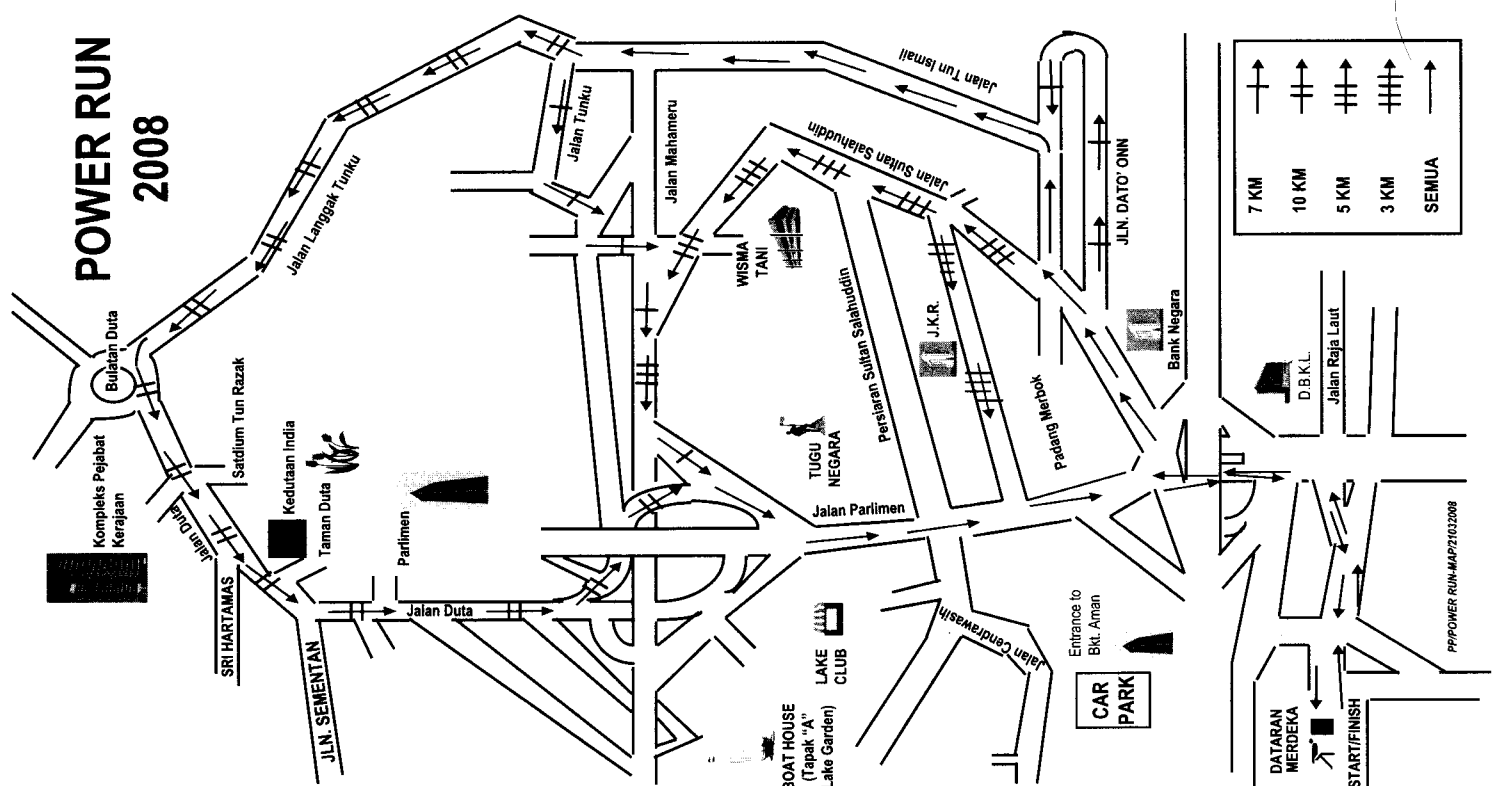 POWER RUN
2008
Bulatan Duta
Kompleks Pejabat
Kerajaan
Satdium Tun Razak
Jalan Duta
Kedutaan India
Taman Duta
SRI HARTAMAS
JLN. SEMENTAN
Parlimen
Jalan Duta
Jalan Langgak Tunku
Jalan Tunku
Jalan Mahameru
Jalan Tun Ismail
Jalan Sultan Salahuddin
WISMA
TANI
Persiaran Sultan Salahuddin
J.K.R.
JLN. DATO' ONN
TUGU
NEGARA
Padang Merbok
Jalan Parlimen
Bank Negara
LAKE
CLUB
BOAT HOUSE
(Tapak "A"
Lake Garden)
Jalan Cendrawasih
Entrance to
Bkt. Aman
CAR
PARK
D.B.K.L.
Jalan Raja Laut
DATARAN
MERDEKA
START/FINISH
7 KM
10 KM
5 KM
3 KM
SEMUA
PP/POWER RUN-MAP/21032008